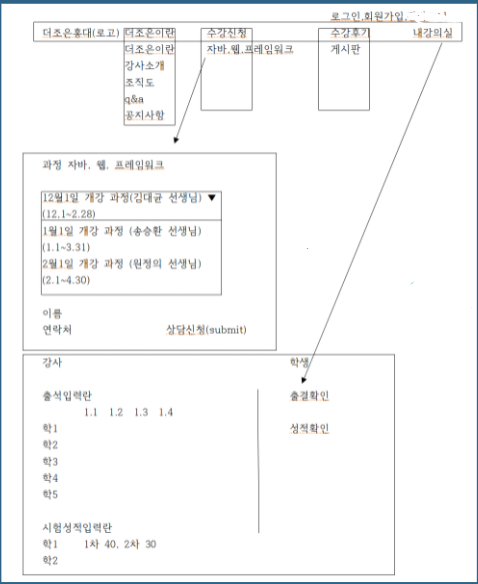 로그인,회원가입,
더조은홍대(로고) 더조은이란 수강신청 수강후기 내강의실
더조은이란 자바,웹,프레임워크 게시판
강사소개
조직도
q&a
공지사항
과정 자바, 웹, 프레임워크
12월1일 개강 과정(김대균 선생님) ▼
(12.1~2.28)
1월1일 개강 과정 (송승환 선생님)
(1.1~3.31)
2월1일 개강 과정 (원정의 선생님)
(2.1~4.30)
이름
연락처 상담신청(submit)
강사 학생
출석입력란 출결확인
1.1 1.2 1.3 1.4
학1 성적확인
학2
학3
학4
학5
시험성적입력란
학1 1차 40, 2차 30
학2